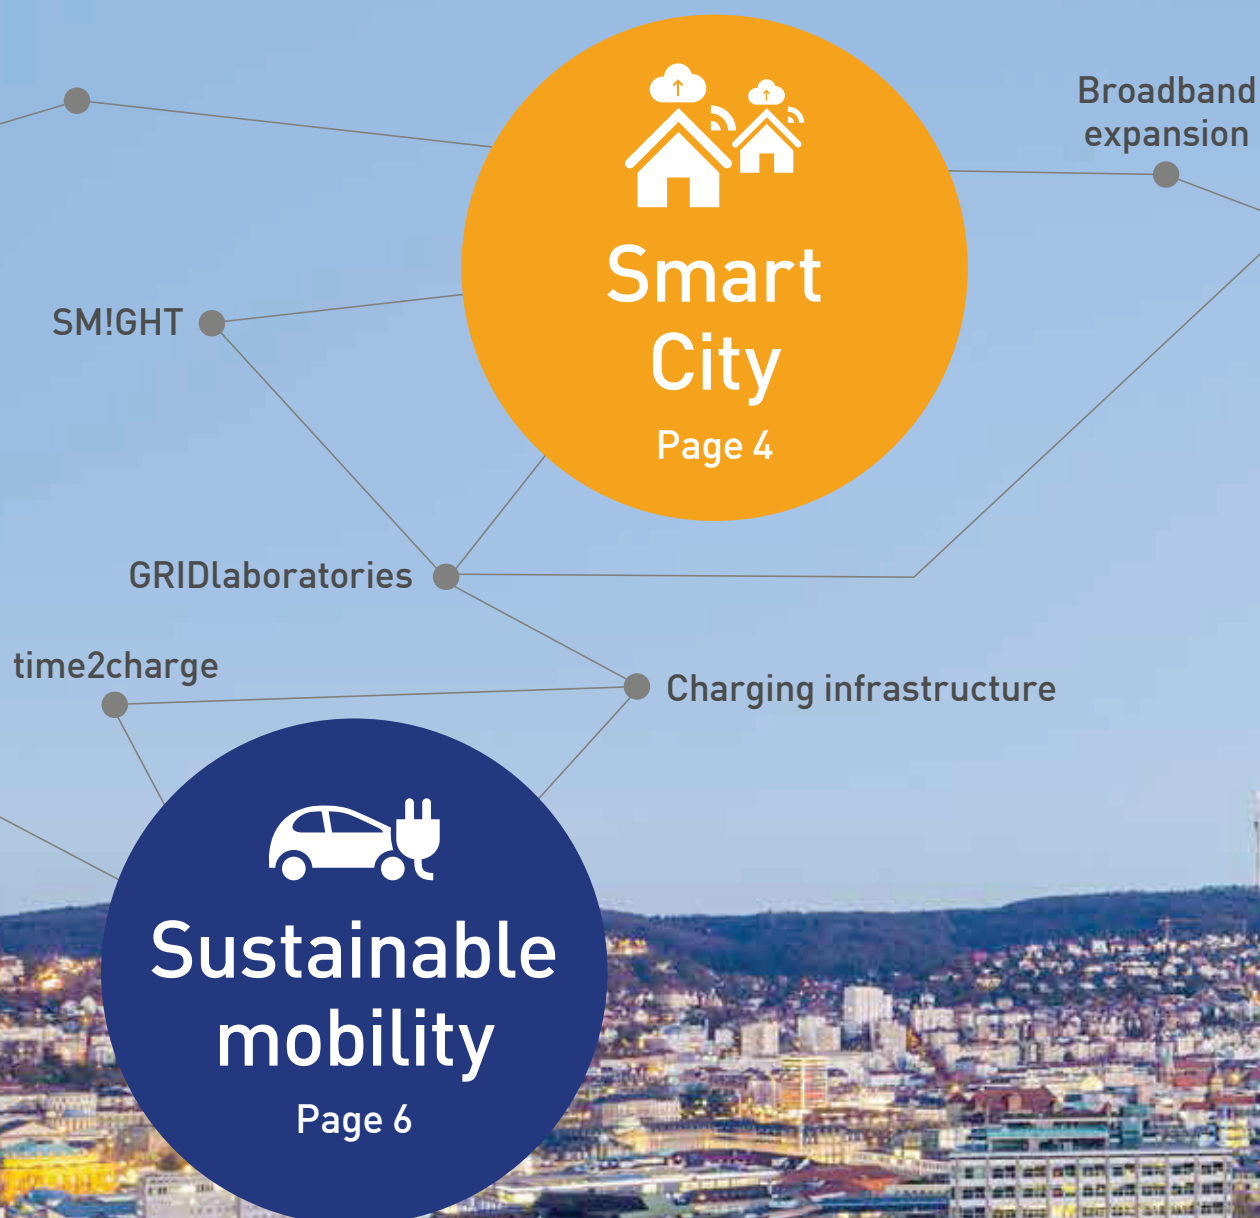 Broadband
expansion
Smart
City
Page 4
SM!GHT
GRIDlaboratories
time2charge
Charging infrastructure
Sustainable
mobility
Page 6